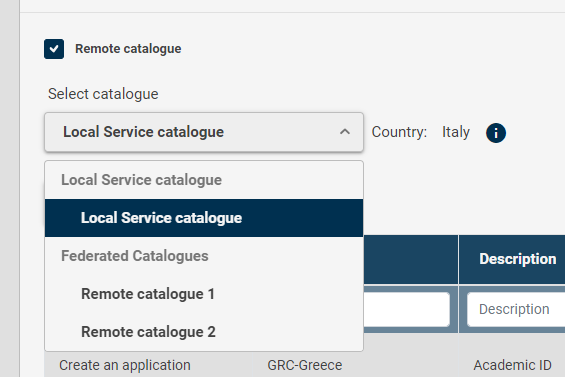 Remote catalogue
Select catalogue
Local Service catalogue
Country: Italy i
Local Service catalogue
Local Service catalogue
Federated Catalogues
Remote catalogue 1
Remote catalogue 2
Description
Description
Create an application GRC-Greece Academic ID